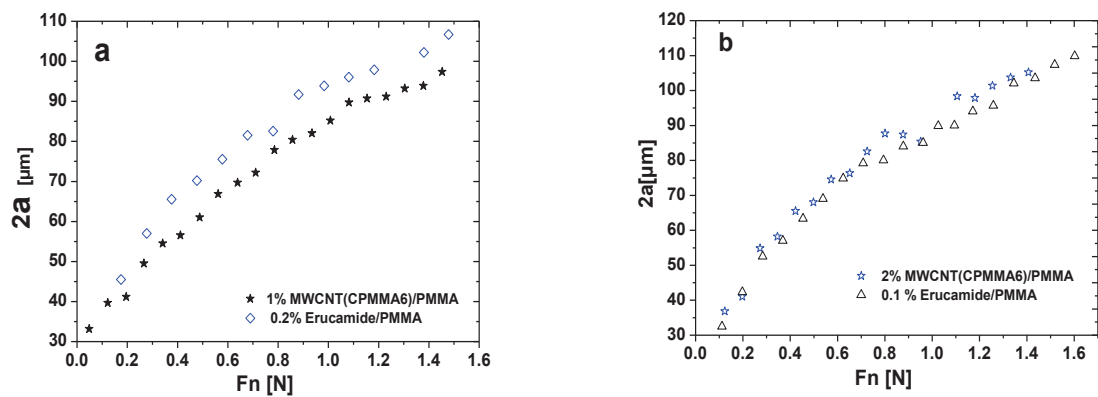 a
110
100
90
80
70
60
50
40
30
2a [µm]
1% MWCNT(CPMMA6)/PMMA
0.2% Erucamide/PMMA
0.0 0.2 0.4 0.6 0.8 1.0 1.2 1.4 1.6
Fn [N]
b
120
110
100
90
80
70
60
50
40
30
2a[µm]
2% MWCNT(CPMMA6)/PMMA
0.1 % Erucamide/PMMA
0.0 0.2 0.4 0.6 0.8 1.0 1.2 1.4 1.6
Fn [N]